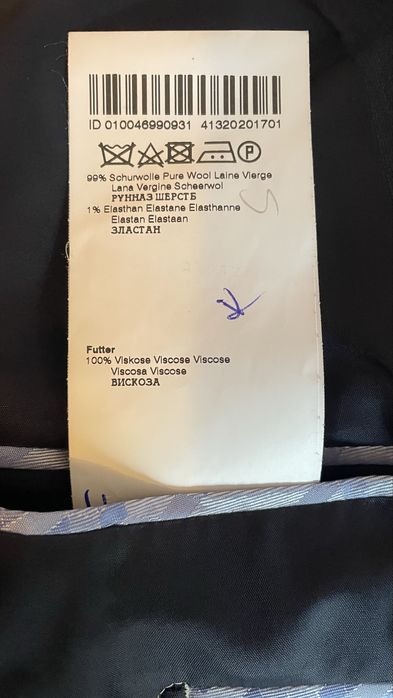 ID 010046990931 41320201701
P
99% Schurwolle Pure Wool Laine Vierge
Lana Vergine Scheerwol
РУННАЗ ШЕРСТБ
1% Elasthan Elastane Elasthanne
Elastan Elastaan
ЗЛАСТАН
Futter
100% Viskose Viscose Viscose
Viscosa Viscose
ВИСКОЗА